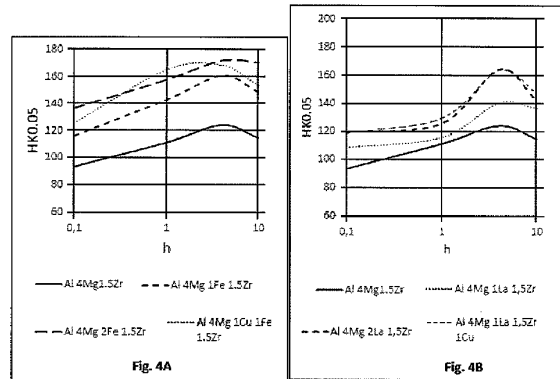 180
160
140
120
100
80
60
HK0.05
0,1
1
10
h
Al 4Mg1.5Zr
Al 4Mg 1Fe 1.5Zr
Al 4Mg 2Fe 1.5Zr
Al 4Mg 1Cu 1Fe
1.5Zr
Fig. 4A
200
180
160
140
120
100
80
60
HK0.05
0,1
1
10
h
Al 4Mg1.5Zr
Al 4Mg 1La 1,5Zr
Al 4Mg 2La 1,5Zr
Al 4Mg 1La 1,5Zr
1Cu
Fig. 4B